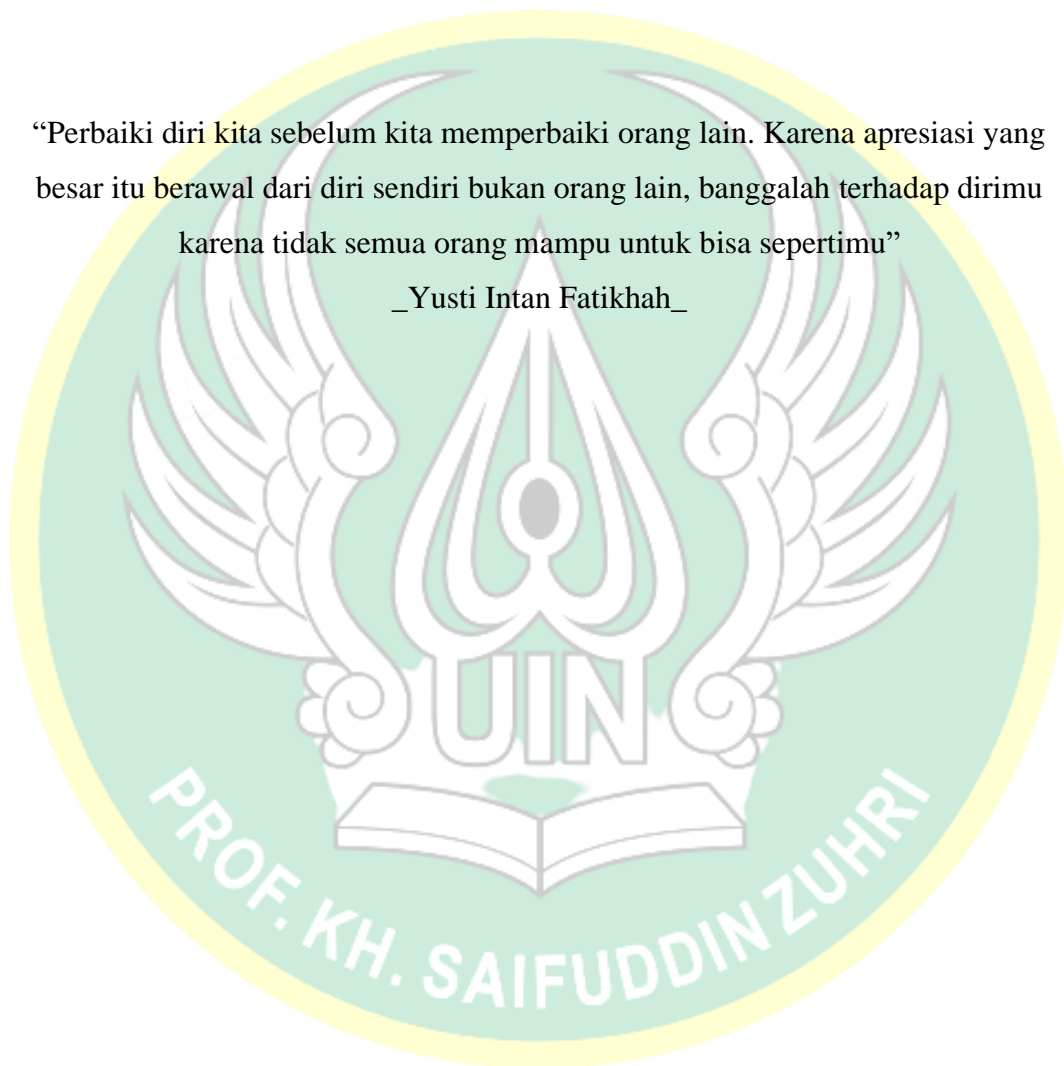 “Perbaiki diri kita sebelum kita memperbaiki orang lain. Karena apresiasi yang
besar itu berawal dari diri sendiri bukan orang lain, banggalah terhadap dirimu
karena tidak semua orang mampu untuk bisa sepertimu”
_Yusti Intan Fatikhah_
UIN
PROF. KH. SAIFUDDIN ZUHRI